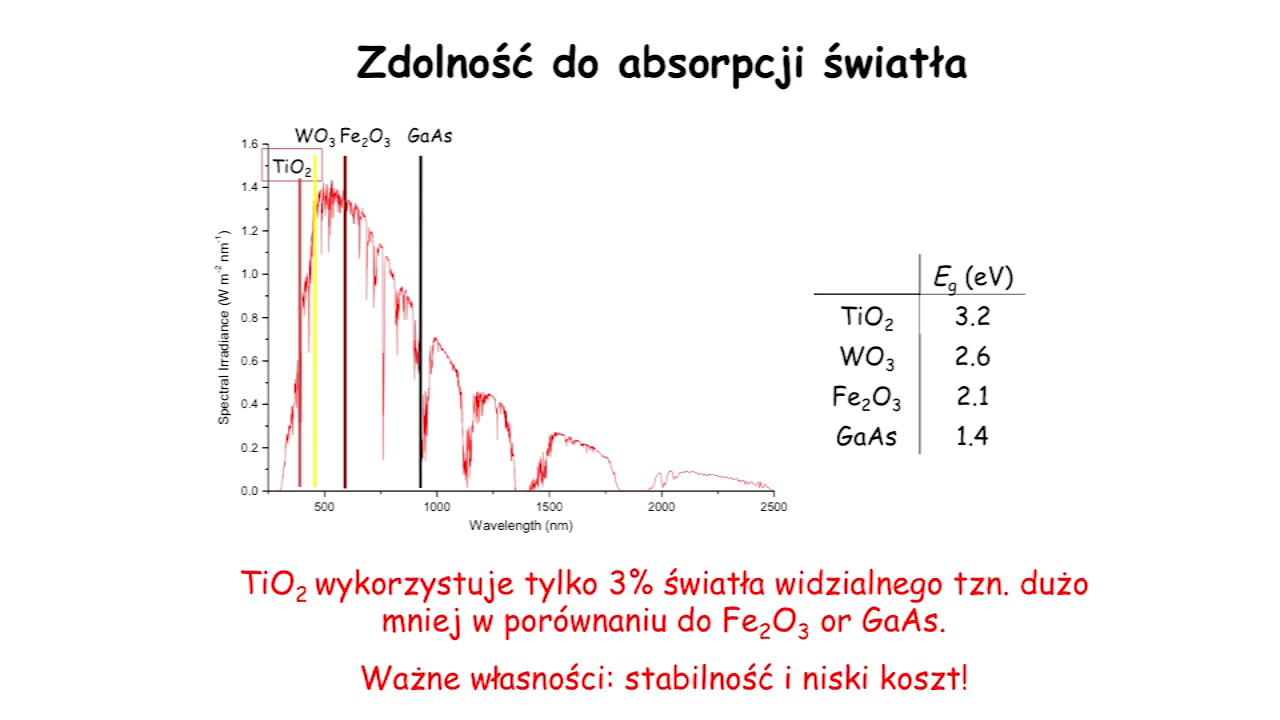 Zdolność do absorpcji światła
WO₃ Fe₂O₃ GaAs
TiO₂
1.6
1.4
1.2
1.0
0.8
0.6
0.4
0.2
0.0
Spectral Irradiance (W m⁻² nm⁻¹)
500 1000 1500 2000 2500
Wavelength (nm)
E_g (eV)
TiO₂ 3.2
WO₃ 2.6
Fe₂O₃ 2.1
GaAs 1.4
TiO₂ wykorzystuje tylko 3% światła widzialnego tzn. dużo
mniej w porównaniu do Fe₂O₃ or GaAs.
Ważne własności: stabilność i niski koszt!